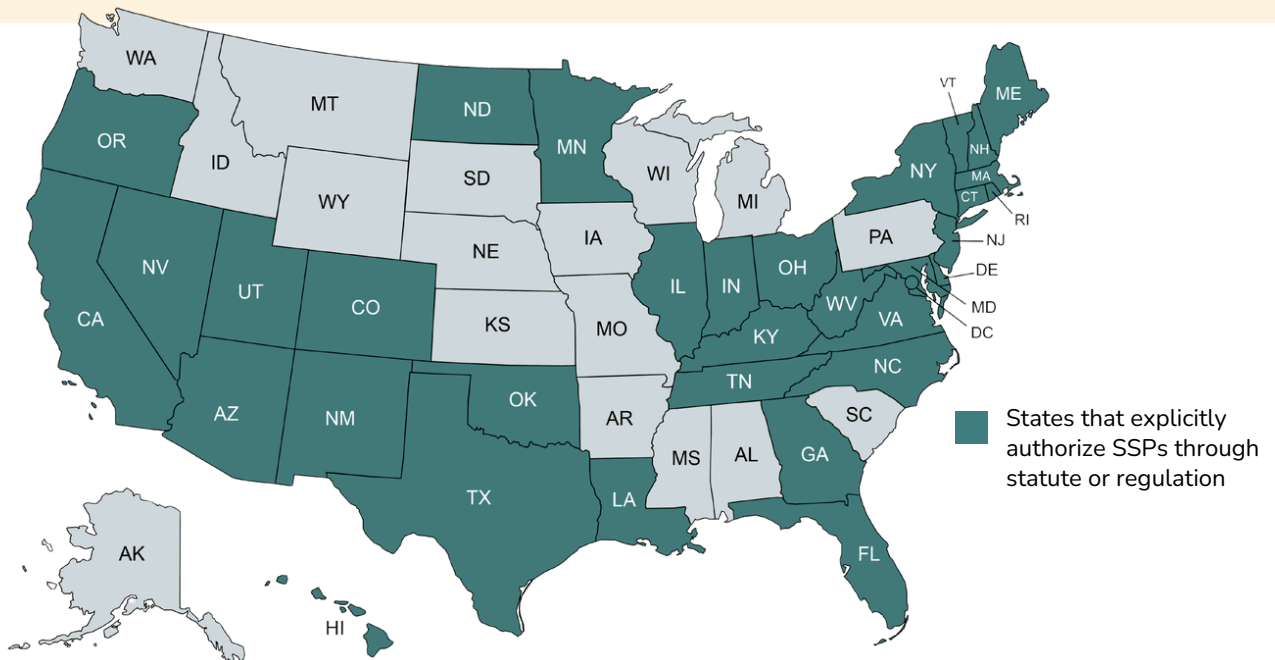 WA
MT
ND
MN
VT
ME
OR
ID
SD
WI
MI
NY
NH
MA
CT
RI
WY
NE
IA
PA
NJ
NV
UT
CO
KS
MO
IL
IN
OH
WV
DE
MD
DC
CA
KY
VA
AZ
NM
OK
AR
TN
NC
SC
TX
LA
MS
AL
GA
FL
AK
HI
States that explicitly
authorize SSPs through
statute or regulation